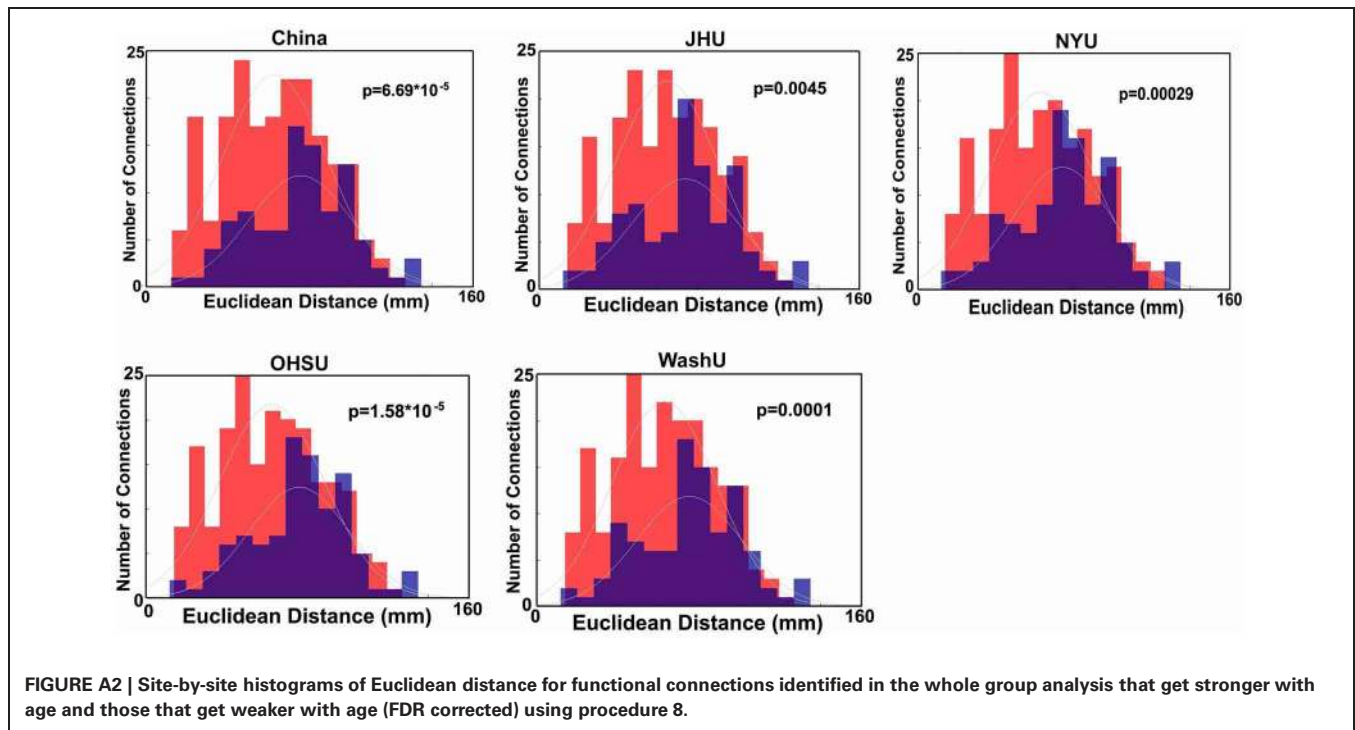 China
25
Number of Connections
p=6.69*10⁻⁵
0
0
Euclidean Distance (mm)
160
JHU
25
Number of Connections
p=0.0045
0
0
Euclidean Distance (mm)
160
NYU
25
Number of Connections
p=0.00029
0
0
Euclidean Distance (mm)
160
OHSU
25
Number of Connections
p=1.58*10⁻⁵
0
0
Euclidean Distance (mm)
160
WashU
25
Number of Connections
p=0.0001
0
0
Euclidean Distance (mm)
160
FIGURE A2 | Site-by-site histograms of Euclidean distance for functional connections identified in the whole group analysis that get stronger with
age and those that get weaker with age (FDR corrected) using procedure 8.